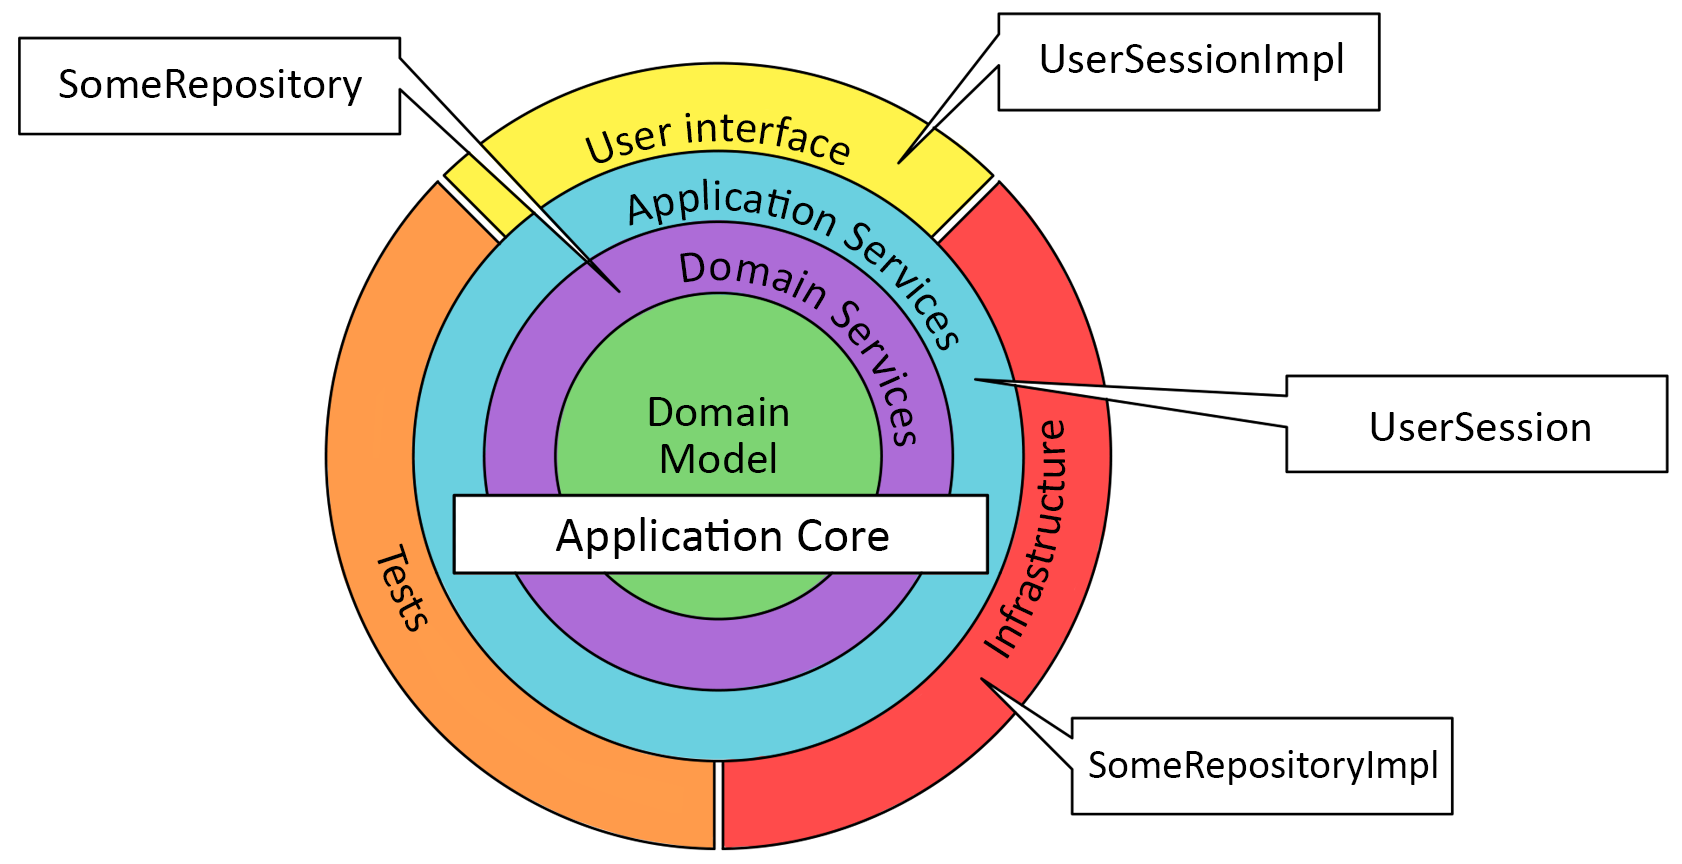 SomeRepository
UserSessionImpl
User interface
Application Services
Domain Services
Domain
Model
UserSession
Application Core
Tests
Infrastructure
SomeRepositoryImpl